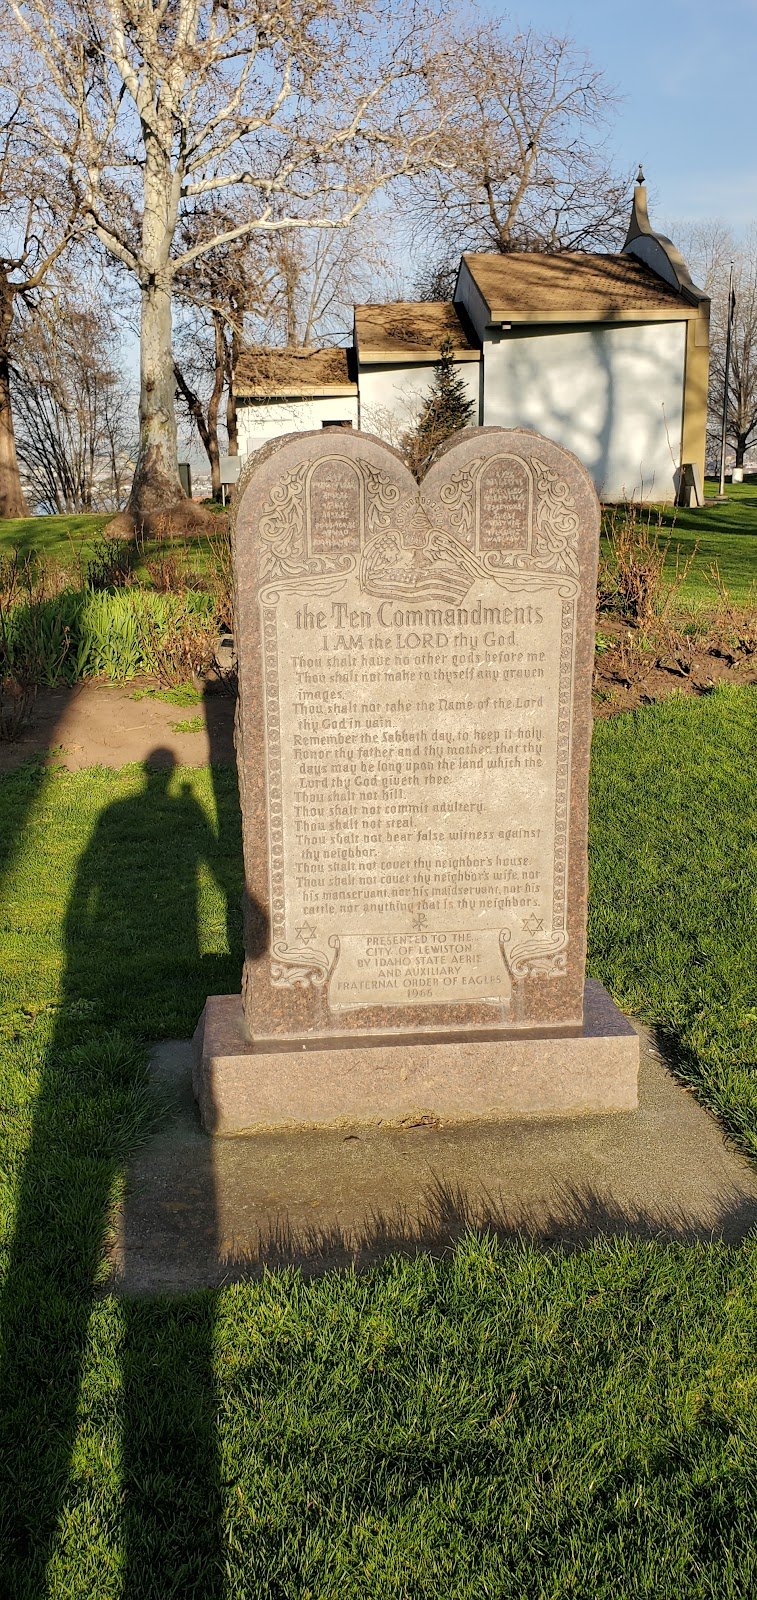 the Ten Commandments
I AM the LORD thy God.
Thou shalt have no other gods before me.
Thou shalt not make to thyself any graven
images.
Thou shalt not take the Name of the Lord
thy God in vain.
Remember the Sabbath day, to keep it holy.
Honor thy father and thy mother, that thy
days may be long upon the land which the
Lord thy God giveth thee.
Thou shalt not kill.
Thou shalt not commit adultery.
Thou shalt not steal.
Thou shalt not bear false witness against
thy neighbor.
Thou shalt not covet thy neighbor's house.
Thou shalt not covet thy neighbor's wife, nor
his manservant, nor his maidservant, nor his
cattle, nor anything that is thy neighbor's.
PRESENTED TO THE
CITY OF LEWISTON
BY IDAHO STATE AERIE
AND AUXILIARY
FRATERNAL ORDER OF EAGLES
1966